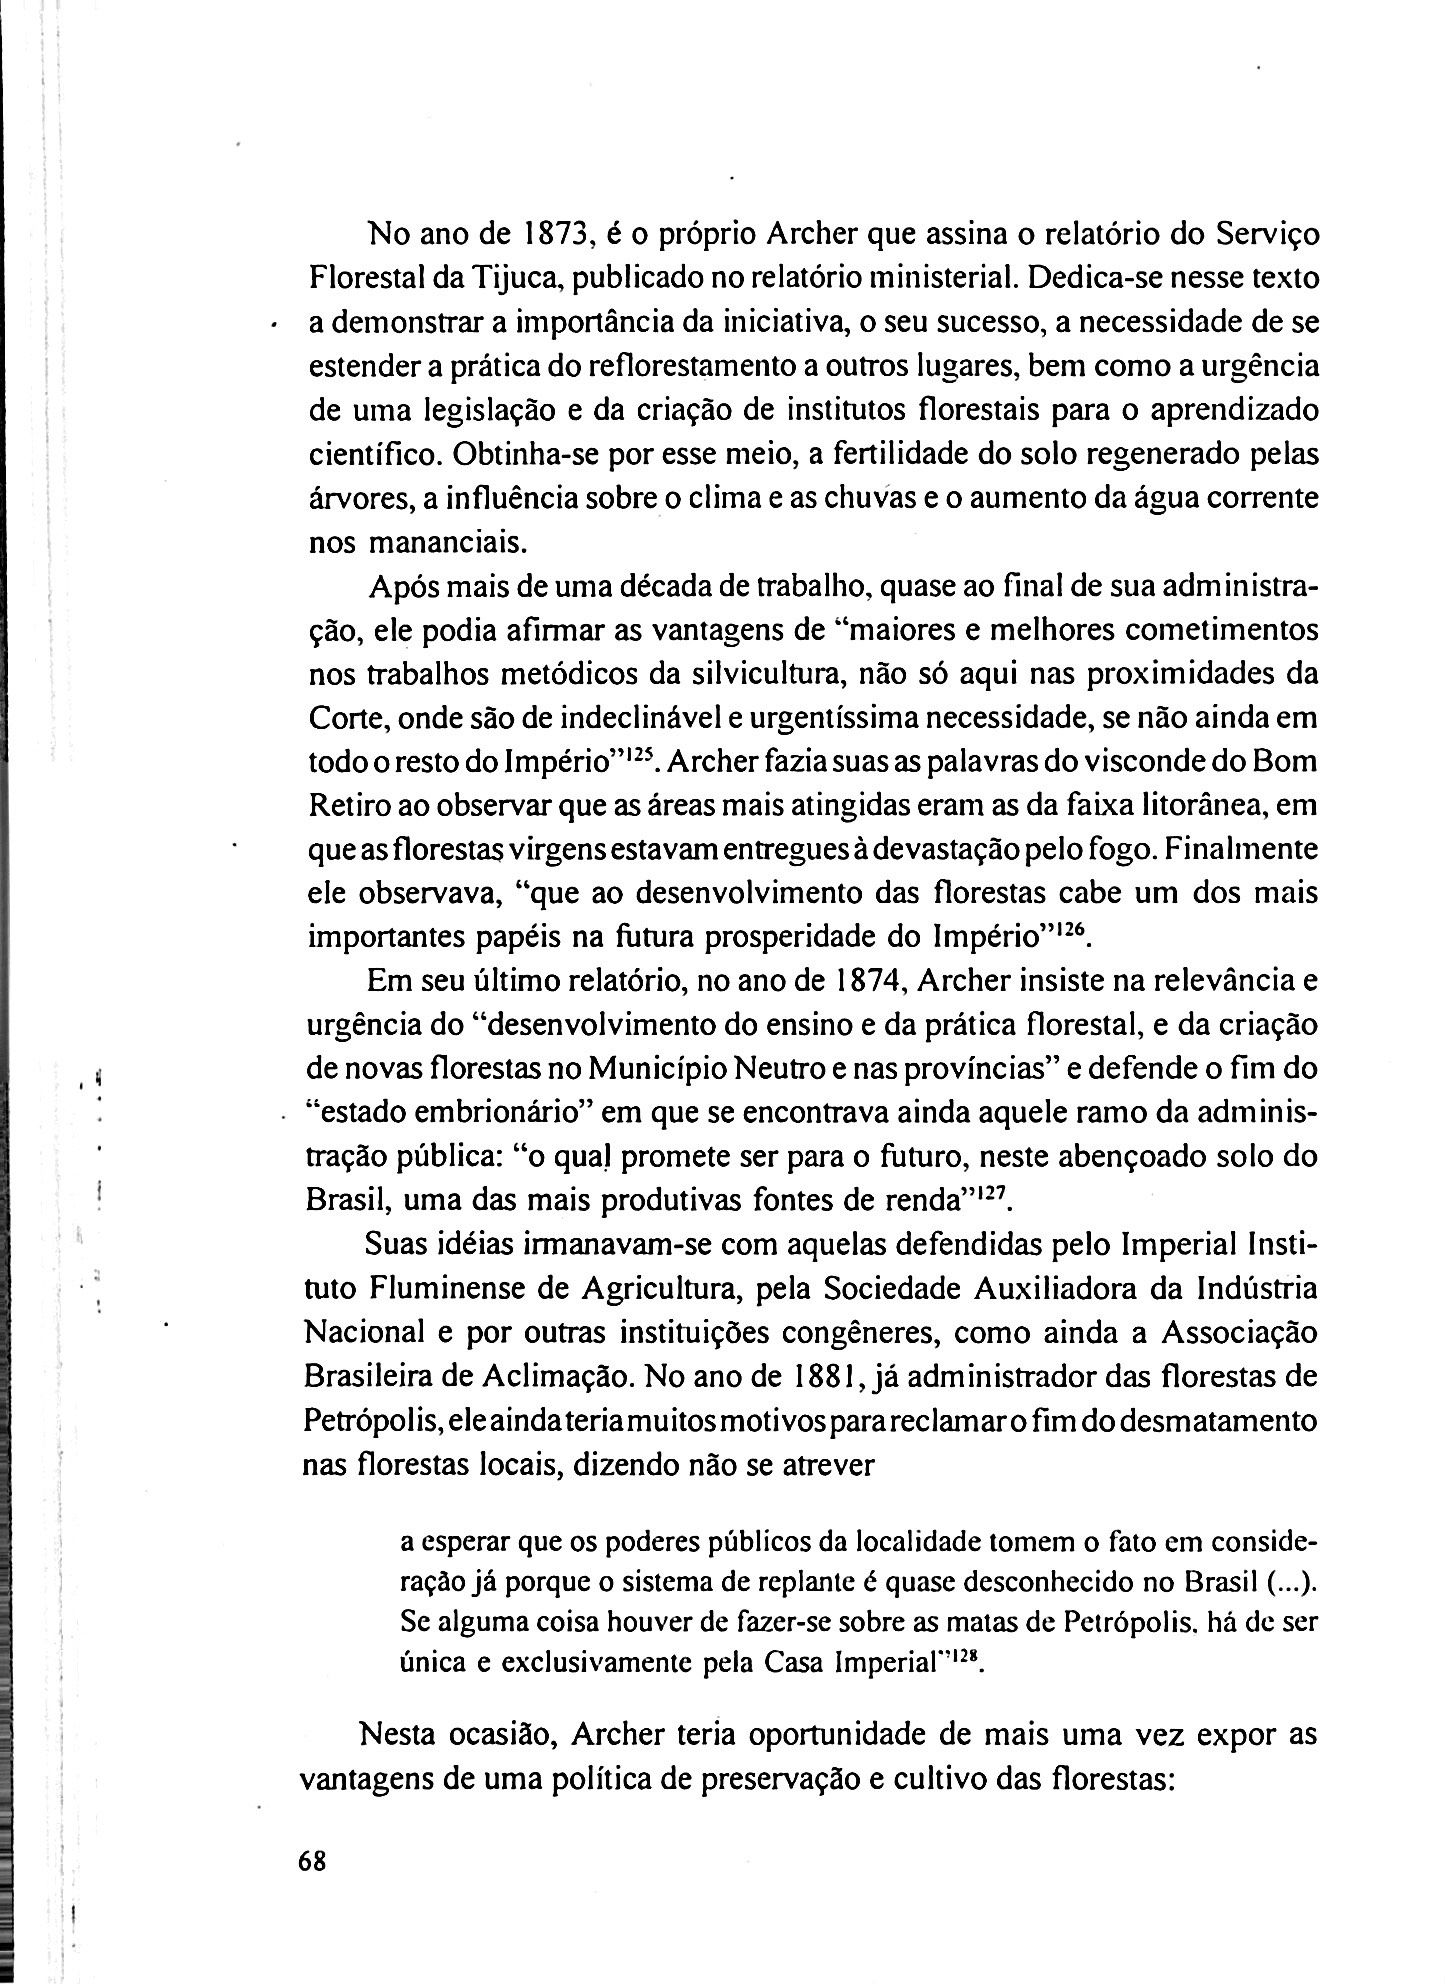 No ano de 1873, é o próprio Archer que assina o relatório do Serviço
Florestal da Tijuca, publicado no relatório ministerial. Dedica-se nesse texto
a demonstrar a importância da iniciativa, o seu sucesso, a necessidade de se
estender a prática do reflorestamento a outros lugares, bem como a urgência
de uma legislação e da criação de institutos florestais para o aprendizado
científico. Obtinha-se por esse meio, a fertilidade do solo regenerado pelas
árvores, a influência sobre o clima e as chuvas e o aumento da água corrente
nos mananciais.
Após mais de uma década de trabalho, quase ao final de sua administra-
ção, ele podia afirmar as vantagens de “maiores e melhores cometimentos
nos trabalhos metódicos da silvicultura, não só aqui nas proximidades da
Corte, onde são de indeclinável e urgentíssima necessidade, se não ainda em
todo o resto do Império”¹²⁵. Archer fazia suas as palavras do visconde do Bom
Retiro ao observar que as áreas mais atingidas eram as da faixa litorânea, em
que as florestas virgens estavam entregues à devastação pelo fogo. Finalmente
ele observava, “que ao desenvolvimento das florestas cabe um dos mais
importantes papéis na futura prosperidade do Império”¹²⁶.
Em seu último relatório, no ano de 1874, Archer insiste na relevância e
urgência do “desenvolvimento do ensino e da prática florestal, e da criação
de novas florestas no Município Neutro e nas províncias” e defende o fim do
“estado embrionário” em que se encontrava ainda aquele ramo da adminis-
tração pública: “o qual promete ser para o futuro, neste abençoado solo do
Brasil, uma das mais produtivas fontes de renda”¹²⁷.
Suas idéias irmanavam-se com aquelas defendidas pelo Imperial Insti-
tuto Fluminense de Agricultura, pela Sociedade Auxiliadora da Indústria
Nacional e por outras instituições congêneres, como ainda a Associação
Brasileira de Aclimação. No ano de 1881, já administrador das florestas de
Petrópolis, ele ainda teria muitos motivos para reclamar o fim do desmatamento
nas florestas locais, dizendo não se atrever
a esperar que os poderes públicos da localidade tomem o fato em conside-
ração já porque o sistema de replante é quase desconhecido no Brasil (...).
Se alguma coisa houver de fazer-se sobre as matas de Petrópolis. há de ser
única e exclusivamente pela Casa Imperial”¹²⁸.
Nesta ocasião, Archer teria oportunidade de mais uma vez expor as
vantagens de uma política de preservação e cultivo das florestas:
68